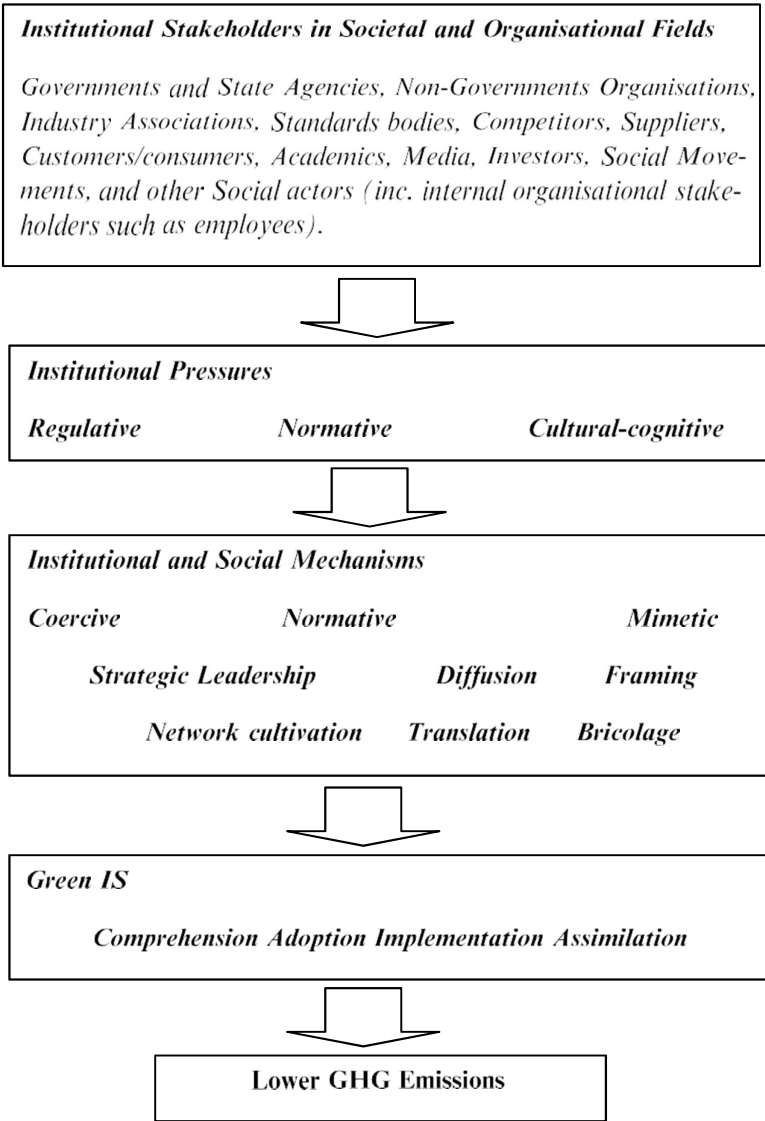 Institutional Stakeholders in Societal and Organisational Fields
Governments and State Agencies, Non-Governments Organisations,
Industry Associations, Standards bodies, Competitors, Suppliers,
Customers/consumers, Academics, Media, Investors, Social Move-
ments, and other Social actors (inc. internal organisational stake-
holders such as employees).
Institutional Pressures
Regulative Normative Cultural-cognitive
Institutional and Social Mechanisms
Coercive Normative Mimetic
Strategic Leadership Diffusion Framing
Network cultivation Translation Bricolage
Green IS
Comprehension Adoption Implementation Assimilation
Lower GHG Emissions